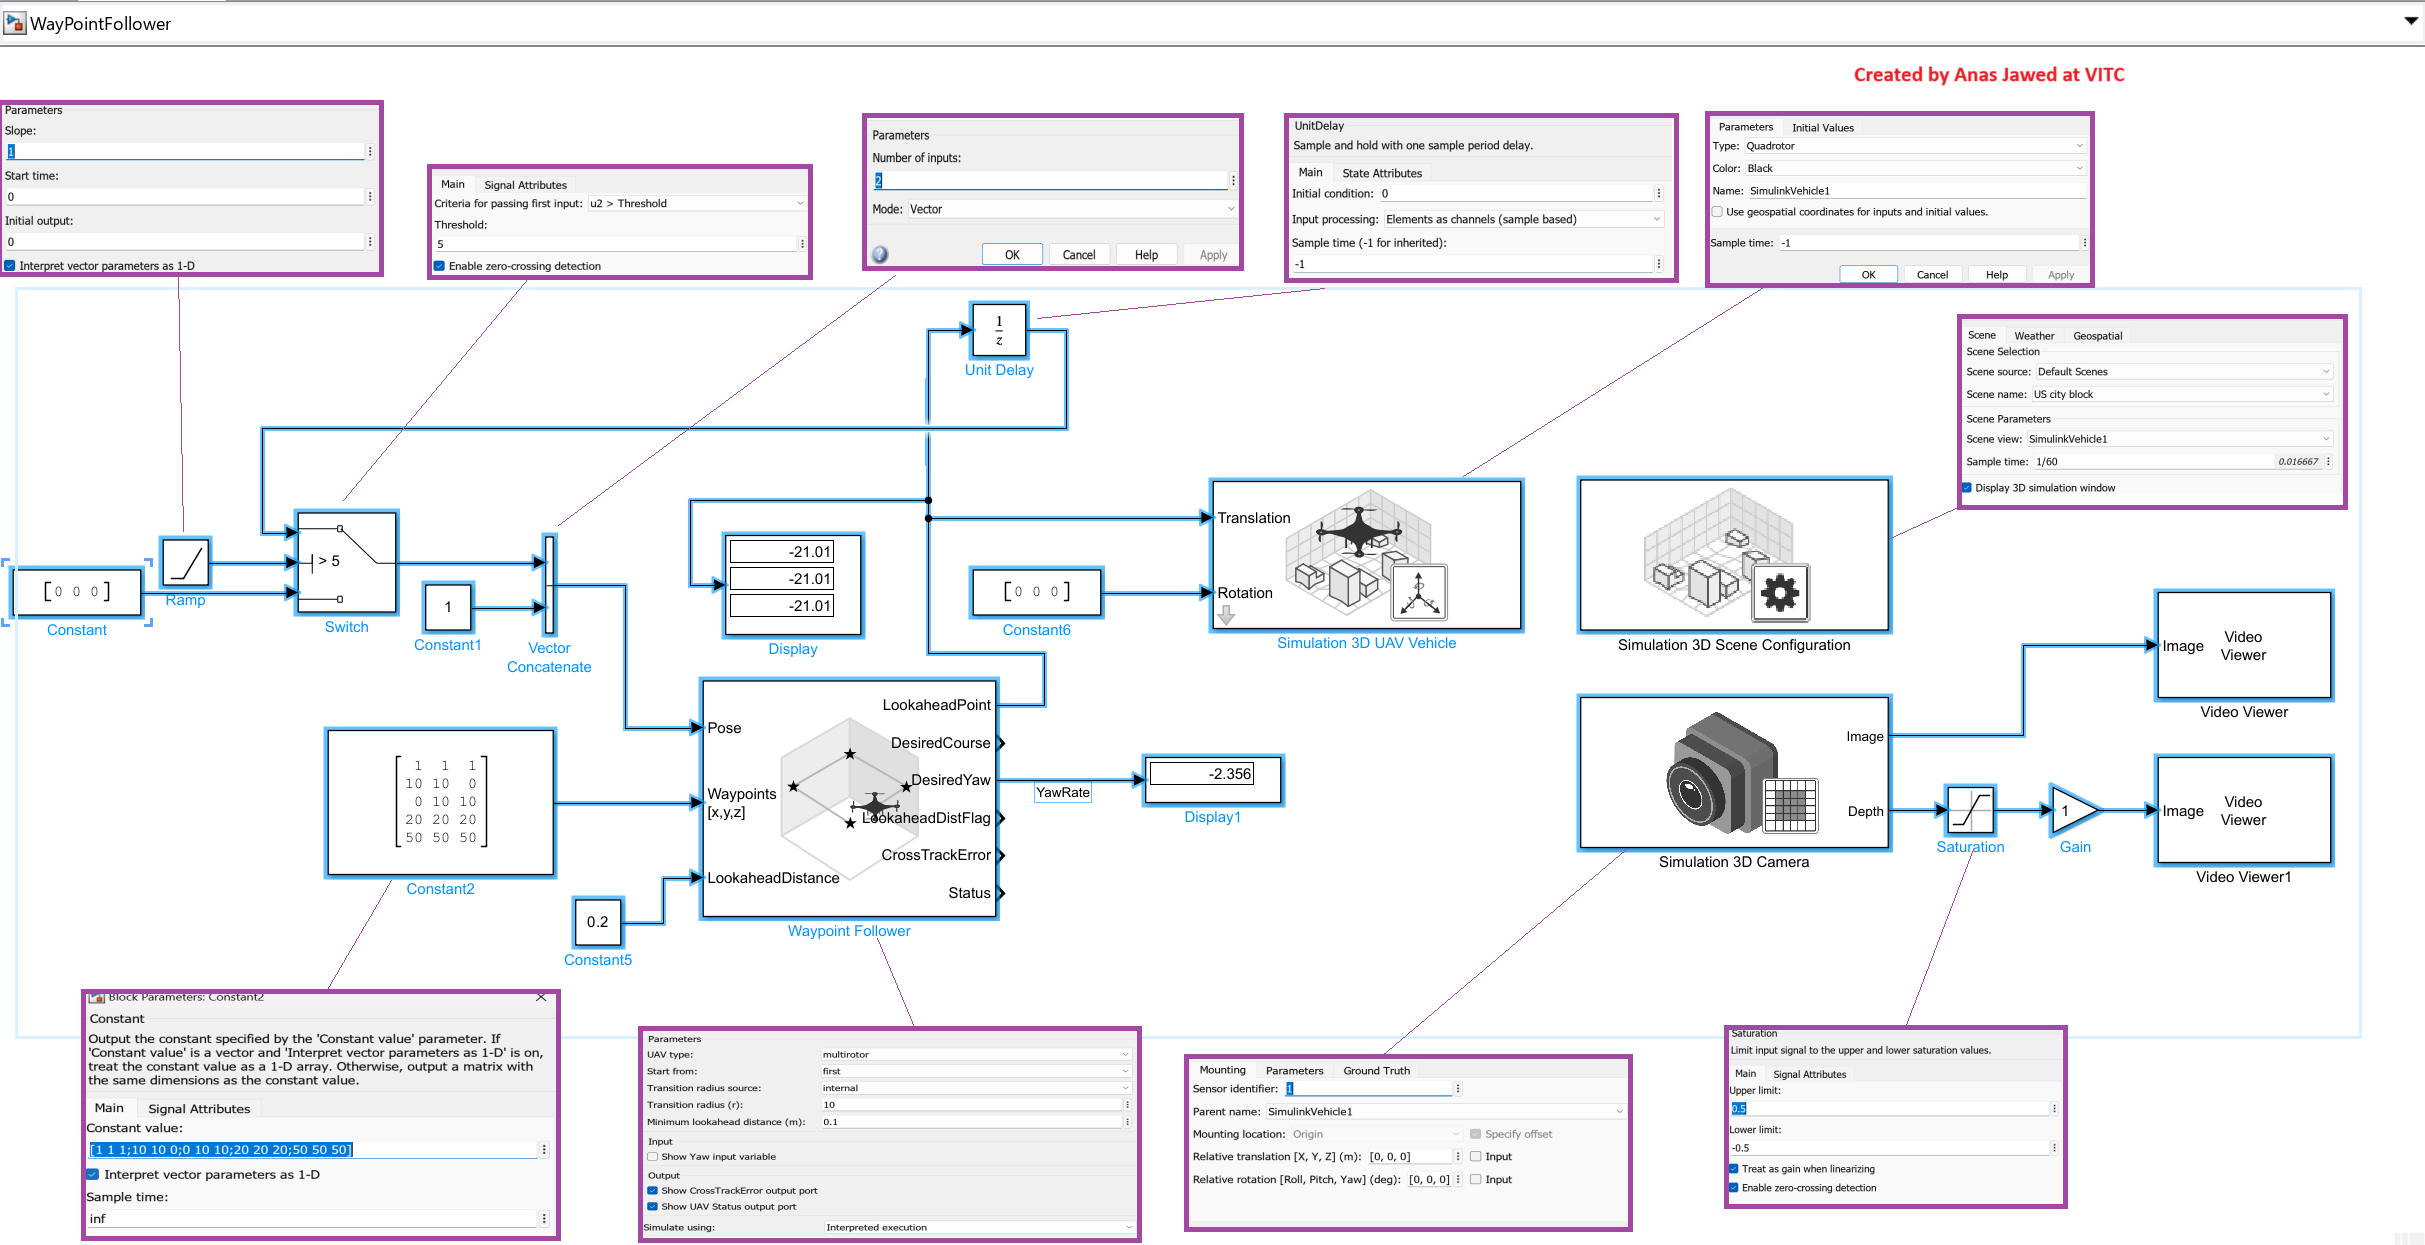 WayPointFollower
Created by Anas Jawed at VITC
Parameters
Slope:
1
Start time:
0
Initial output:
0
Interpret vector parameters as 1-D
Main Signal Attributes
Criteria for passing first input: u2 > Threshold
Threshold:
5
Enable zero-crossing detection
Parameters
Number of inputs:
2
Mode: Vector
OK Cancel Help Apply
UnitDelay
Sample and hold with one sample period delay.
Main State Attributes
Initial condition: 0
Input processing: Elements as channels (sample based)
Sample time (-1 for inherited):
-1
Parameters Initial Values
Type: Quadrotor
Color: Black
Name: SimulinkVehicle1
Use geospatial coordinates for inputs and initial values.
Sample time: -1
OK Cancel Help Apply
Scene Weather Geospatial
Scene Selection
Scene source: Default Scenes
Scene name: US city block
Scene Parameters
Scene view: SimulinkVehicle1
Sample time: 1/60 0.016667
Display 3D simulation window
1
z
Unit Delay
[0 0 0]
Constant
Ramp
> 5
Switch
1
Constant1
Vector
Concatenate
-21.01
-21.01
-21.01
Display
[0 0 0]
Constant6
Translation
Rotation
Simulation 3D UAV Vehicle
Simulation 3D Scene Configuration
Image
Video
Viewer
Video Viewer
1 1 1
10 10 0
0 10 10
20 20 20
50 50 50
Constant2
0.2
Constant5
Pose
Waypoints
[x,y,z]
LookaheadDistance
LookaheadPoint
DesiredCourse
DesiredYaw
LookaheadDistFlag
CrossTrackError
Status
Waypoint Follower
YawRate
-2.356
Display1
Image
Depth
Simulation 3D Camera
Saturation
1
Gain
Image
Video
Viewer
Video Viewer1
Block Parameters: Constant2
Constant
Output the constant specified by the 'Constant value' parameter. If
'Constant value' is a vector and 'Interpret vector parameters as 1-D' is on,
treat the constant value as a 1-D array. Otherwise, output a matrix with
the same dimensions as the constant value.
Main Signal Attributes
Constant value:
[1 1 1;10 10 0;0 10 10;20 20 20;50 50 50]
Interpret vector parameters as 1-D
Sample time:
inf
Parameters
UAV type: multirotor
Start from: first
Transition radius source: internal
Transition radius (r): 10
Minimum lookahead distance (m): 0.1
Input
Show Yaw input variable
Output
Show CrossTrackError output port
Show UAV Status output port
Simulate using: Interpreted execution
Mounting Parameters Ground Truth
Sensor identifier: 1
Parent name: SimulinkVehicle1
Mounting location: Origin Specify offset
Relative translation [X, Y, Z] (m): [0, 0, 0] Input
Relative rotation [Roll, Pitch, Yaw] (deg): [0, 0, 0] Input
Saturation
Limit input signal to the upper and lower saturation values.
Main Signal Attributes
Upper limit:
0.5
Lower limit:
-0.5
Treat as gain when linearizing
Enable zero-crossing detection